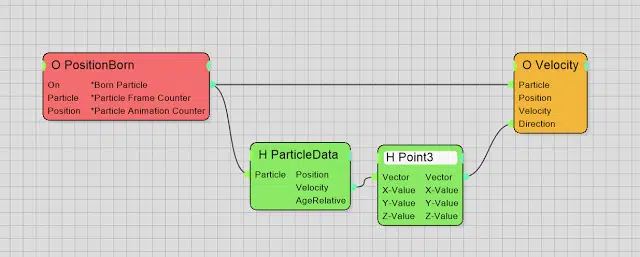 O PositionBorn
On *Born Particle
Particle *Particle Frame Counter
Position *Particle Animation Counter
O Velocity
Particle
Position
Velocity
Direction
H ParticleData
Particle Position
Velocity
AgeRelative
H Point3
Vector Vector
X-Value X-Value
Y-Value Y-Value
Z-Value Z-Value